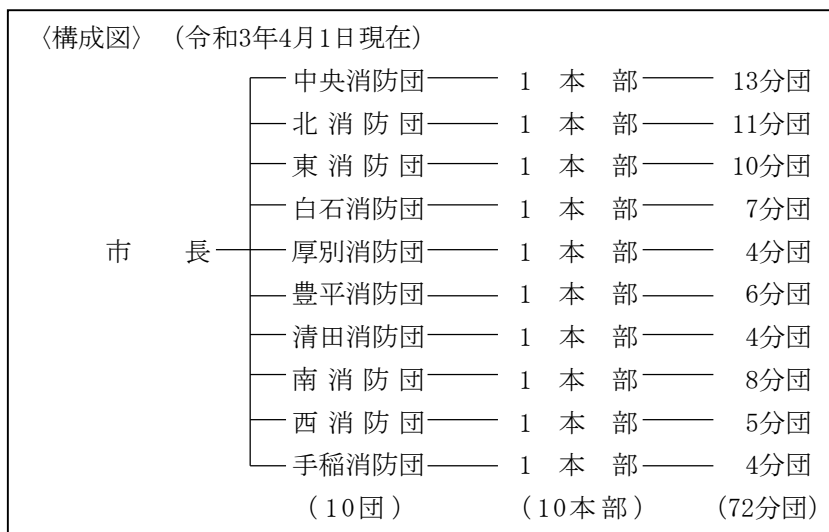 〈構成図〉（令和3年4月1日現在）
中央消防団 1 本 部 13分団
北 消 防 団 1 本 部 11分団
東 消 防 団 1 本 部 10分団
白石消防団 1 本 部 7分団
市 長 厚別消防団 1 本 部 4分団
豊平消防団 1 本 部 6分団
清田消防団 1 本 部 4分団
南 消 防 団 1 本 部 8分団
西 消 防 団 1 本 部 5分団
手稲消防団 1 本 部 4分団
（10団） （10本部） （72分団）